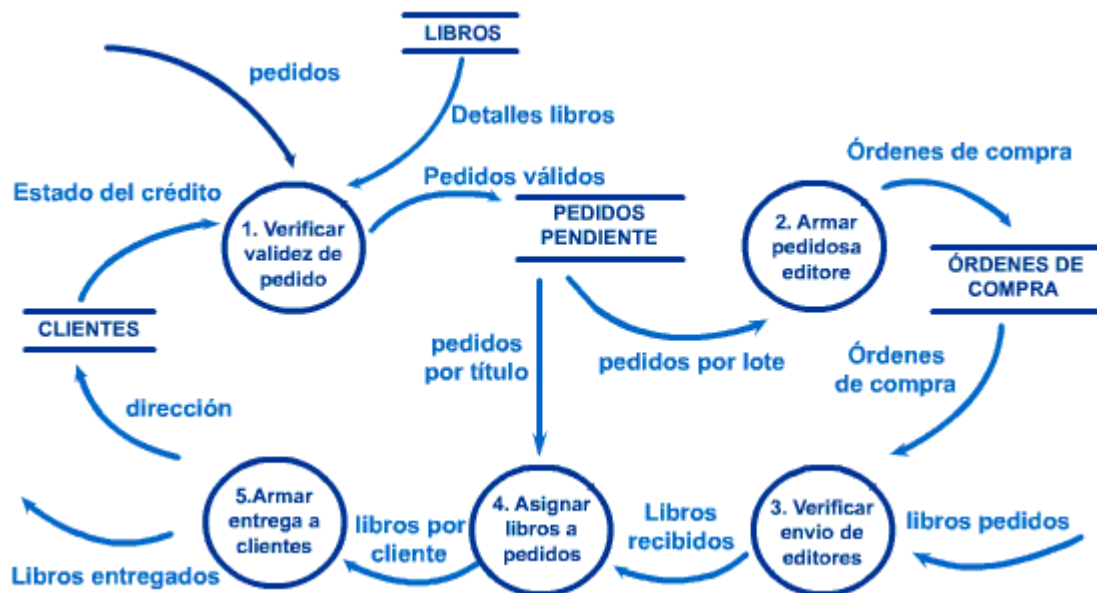 LIBROS
pedidos
Detalles libros
Órdenes de compra
Estado del crédito
Pedidos válidos
1. Verificar
validez de
pedido
PEDIDOS
PENDIENTE
2. Armar
pedidosa
editore
ÓRDENES DE
COMPRA
CLIENTES
pedidos
por título
pedidos por lote
Órdenes
de compra
dirección
5.Armar
entrega a
clientes
libros por
cliente
4. Asignar
libros a
pedidos
Libros
recibidos
3. Verificar
envio de
editores
libros pedidos
Libros entregados